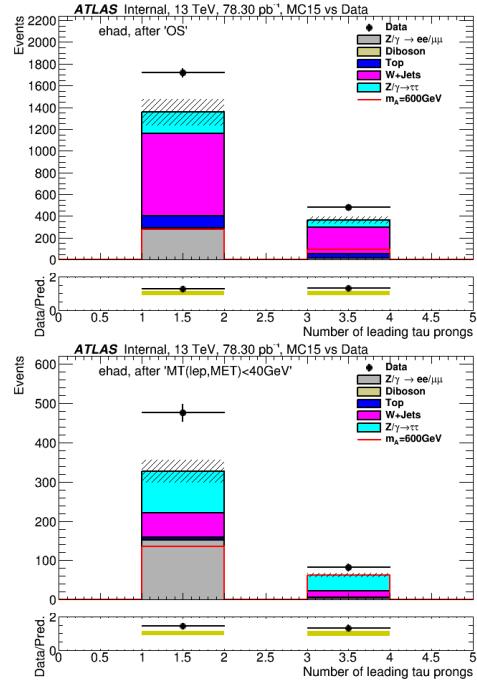 ATLAS Internal, 13 TeV, 78.30 pb⁻¹, MC15 vs Data
Events
2200
2000
1800
1600
1400
1200
1000
800
600
400
200
0
ehad, after 'OS'
Data
Z/γ → ee/μμ
Diboson
Top
W+Jets
Z/γ→ττ
m_A=600GeV
Data/Pred.
2
0
0 0.5 1 1.5 2 2.5 3 3.5 4 4.5 5
Number of leading tau prongs
ATLAS Internal, 13 TeV, 78.30 pb⁻¹, MC15 vs Data
Events
600
500
400
300
200
100
0
ehad, after 'MT(lep,MET)<40GeV'
Data
Z/γ → ee/μμ
Diboson
Top
W+Jets
Z/γ→ττ
m_A=600GeV
Data/Pred.
2
0
0 0.5 1 1.5 2 2.5 3 3.5 4 4.5 5
Number of leading tau prongs